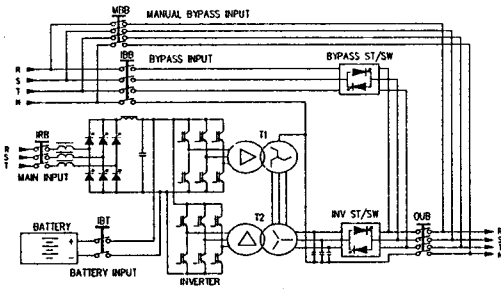 MBB
MANUAL BYPASS INPUT
IBB
BYPASS INPUT
BYPASS ST/SW
R
S
T
N
IRB
R
S
T
MAIN INPUT
T1
T2
INV ST/SW
OUB
R
S
T
N
BATTERY
IBT
+
-
BATTERY INPUT
INVERTER